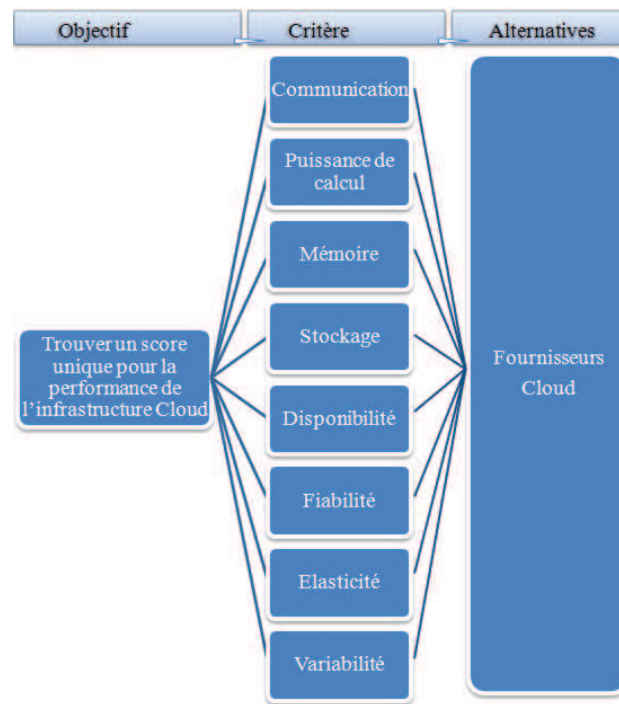 Objectif
Critère
Alternatives
Communication
Puissance de
calcul
Mémoire
Stockage
Trouver un score
unique pour la
performance de
l'infrastructure Cloud
Disponibilité
Fiabilité
Elasticité
Variabilité
Fournisseurs
Cloud